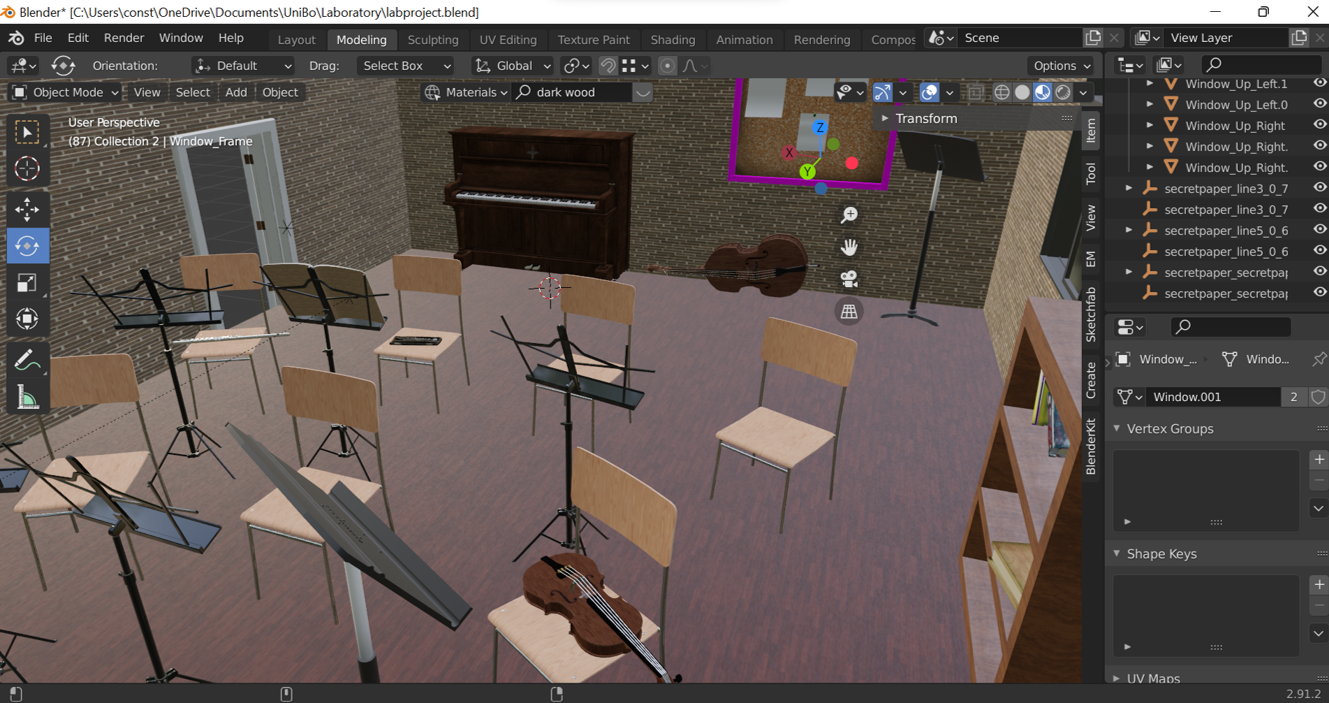 Blender* [C:\Users\const\OneDrive\Documents\UniBo\Laboratory\labproject.blend]
File Edit Render Window Help Layout Modeling Sculpting UV Editing Texture Paint Shading Animation Rendering Compos Scene View Layer
Orientation: Default Drag: Select Box Global Options
Object Mode View Select Add Object Materials dark wood
User Perspective
(87) Collection 2 | Window_Frame
Transform
X
Y
Z
Item
Tool
View
EM
Sketchfab
Create
BlenderKit
Window_Up_Left.1
Window_Up_Left.0
Window_Up_Right
Window_Up_Right.
Window_Up_Right.
secretpaper_line3_0_7
secretpaper_line3_0_7
secretpaper_line5_0_6
secretpaper_line5_0_6
secretpaper_secretpap
secretpaper_secretpap
Window_... Windo...
Window.001 2
Vertex Groups
Shape Keys
UV Maps
2.91.2